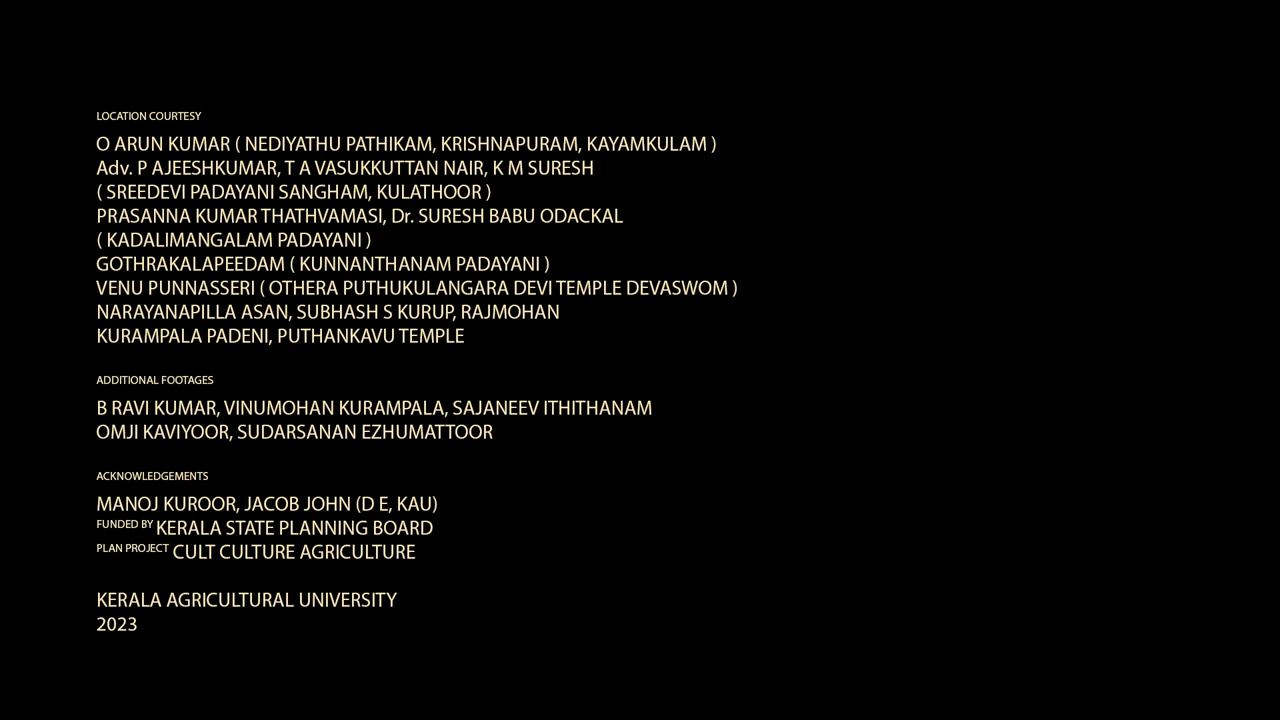 LOCATION COURTESY
O ARUN KUMAR ( NEDIYATHU PATHIKAM, KRISHNAPURAM, KAYAMKULAM )
Adv. P AJEESHKUMAR, T A VASUKKUTTAN NAIR, K M SURESH
( SREEDEVI PADAYANI SANGHAM, KULATHOOR )
PRASANNA KUMAR THATHVAMASI, Dr. SURESH BABU ODACKAL
( KADALIMANGALAM PADAYANI )
GOTHRAKALAPEEDAM ( KUNNANTHANAM PADAYANI )
VENU PUNNASSERI ( OTHERA PUTHUKULANGARA DEVI TEMPLE DEVASWOM )
NARAYANAPILLA ASAN, SUBHASH S KURUP, RAJMOHAN
KURAMPALA PADENI, PUTHANKAVU TEMPLE
ADDITIONAL FOOTAGES
B RAVI KUMAR, VINUMOHAN KURAMPALA, SAJANEEV ITHITHANAM
OMJI KAVIYOOR, SUDARSANAN EZHUMATTOOR
ACKNOWLEDGEMENTS
MANOJ KUROOR, JACOB JOHN (D E, KAU)
FUNDED BY KERALA STATE PLANNING BOARD
PLAN PROJECT CULT CULTURE AGRICULTURE
KERALA AGRICULTURAL UNIVERSITY
2023